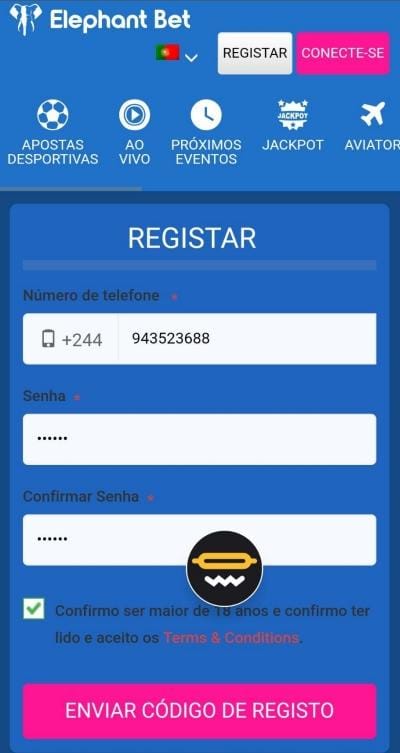 Elephant Bet
REGISTAR
CONECTE-SE
APOSTAS
DESPORTIVAS
AO
VIVO
PRÓXIMOS
EVENTOS
JACKPOT
JACKPOT
AVIATOR
REGISTAR
Número de telefone *
+244 943523688
Senha *
••••••
Confirmar Senha *
••••••
Confirmo ser maior de 18 anos e confirmo ter
lido e aceito os Terms & Conditions.
ENVIAR CÓDIGO DE REGISTO